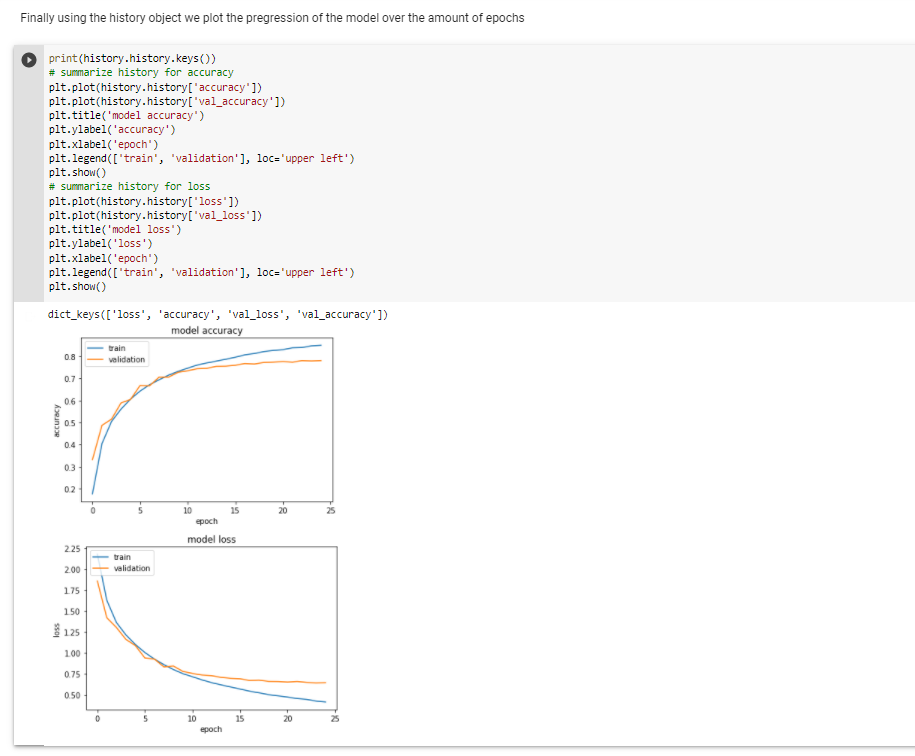 Finally using the history object we plot the pregression of the model over the amount of epochs
print(history.history.keys())
# summarize history for accuracy
plt.plot(history.history['accuracy'])
plt.plot(history.history['val_accuracy'])
plt.title('model accuracy')
plt.ylabel('accuracy')
plt.xlabel('epoch')
plt.legend(['train', 'validation'], loc='upper left')
plt.show()
# summarize history for loss
plt.plot(history.history['loss'])
plt.plot(history.history['val_loss'])
plt.title('model loss')
plt.ylabel('loss')
plt.xlabel('epoch')
plt.legend(['train', 'validation'], loc='upper left')
plt.show()
dict_keys(['loss', 'accuracy', 'val_loss', 'val_accuracy'])
model accuracy
train
validation
0.8
0.7
0.6
0.5
0.4
0.3
0.2
accuracy
0 5 10 15 20 25
epoch
model loss
train
validation
2.25
2.00
1.75
1.50
1.25
1.00
0.75
0.50
loss
0 5 10 15 20 25
epoch